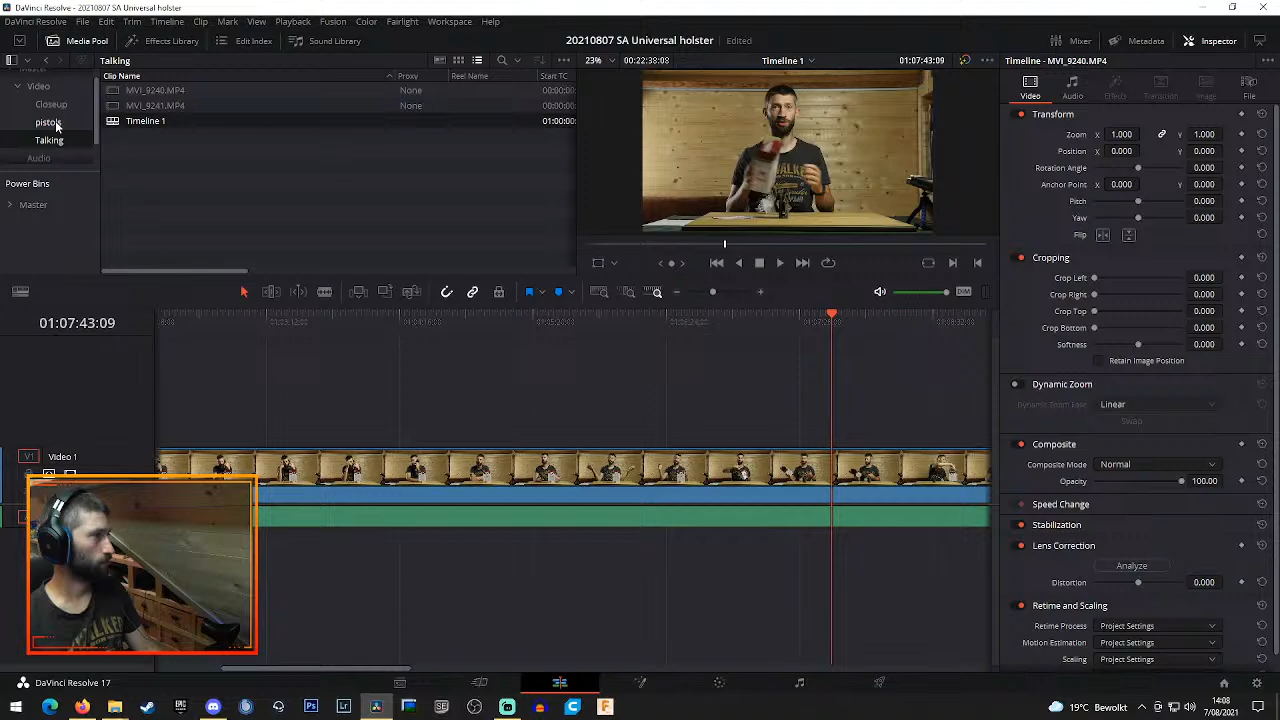 DaVinci Resolve - 20210807 SA Universal holster
DaVinci Resolve File Edit Trim Timeline Clip Mark View Playback Fusion Color Fairlight Workspace Help
Media Pool Effects Library Edit Index Sound Library 20210807 SA Universal holster Edited Mixer Metadata Inspector
Talking 23% 00:22:38:08 Timeline 1 01:07:43:09 Timeline - MVI_9240.MP4
Clip Name Proxy Reel Name Start TC
Video
Closeup
pistols
Talking
Audio
Power Bins
Master
MVI_9240.MP4 None 00:00:00
MVI_9241.MP4 None 00:00:00
Timeline 1 01:00:00
Video Audio Effects Transition Image File
Transform
Zoom X 1.000 Y 1.000
Position X 0.000 Y 0.000
Rotation Angle 0.000
Anchor Point X 0.000 Y 0.000
Pitch 0.000
Yaw 0.000
Flip
Cropping
Crop Left 0.000
Crop Right 0.000
Crop Top 0.000
Crop Bottom 0.000
Softness 0.000
Retain Image Position
Dynamic Zoom
Dynamic Zoom Ease Linear
Swap
Composite
Composite Mode Normal
Opacity 100.00
Speed Change
Stabilization
Lens Correction
Analyze
Distortion 0.000
Retime and Scaling
Retime Process Project Settings
Motion Estimation Project Settings
Scaling Project Settings
DIM
01:07:43:09
V1 Video 1
DaVinci Resolve 17
19°C Bewolkt
14:08
7/08/2021